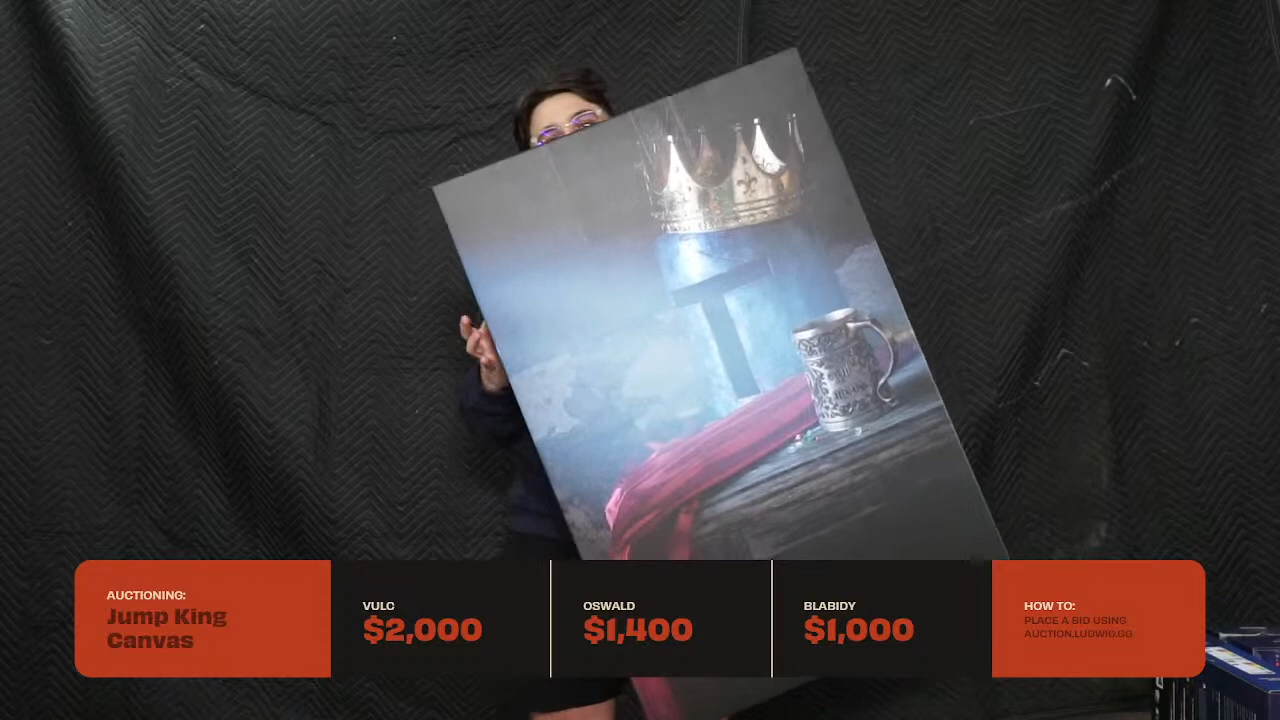 AUCTIONING:
Jump King
Canvas
VULC
$2,000
OSWALD
$1,400
BLABIDY
$1,000
HOW TO:
PLACE A BID USING
AUCTION.LUDWIG.GG